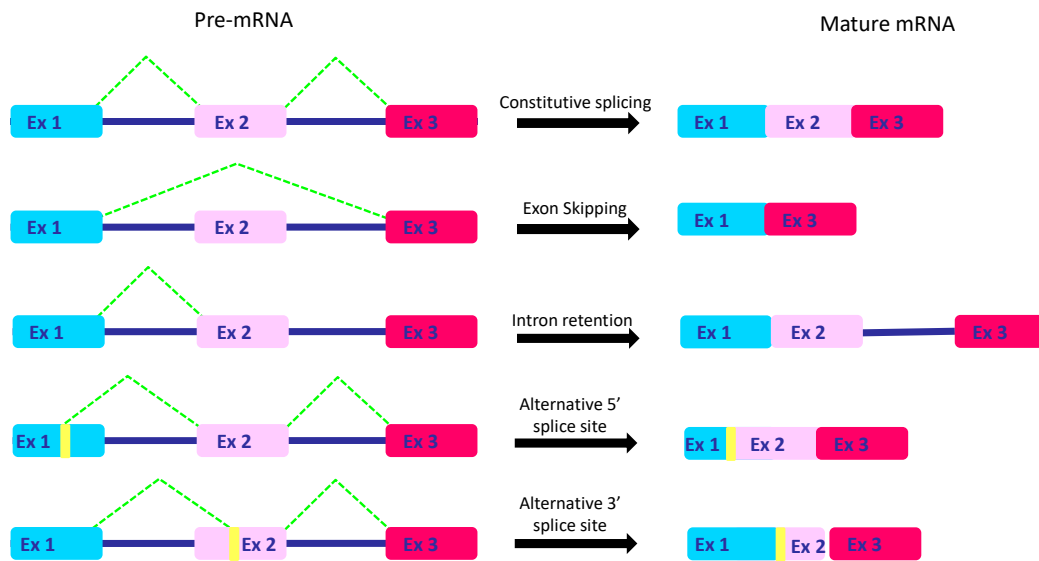 Pre-mRNA
Mature mRNA
Ex 1
Ex 2
Ex 3
Constitutive splicing
Ex 1
Ex 2
Ex 3
Ex 1
Ex 2
Ex 3
Exon Skipping
Ex 1
Ex 3
Ex 1
Ex 2
Ex 3
Intron retention
Ex 1
Ex 2
Ex 3
Ex 1
Ex 2
Ex 3
Alternative 5’
splice site
Ex 1
Ex 2
Ex 3
Ex 1
Ex 2
Ex 3
Alternative 3’
splice site
Ex 1
Ex 2
Ex 3